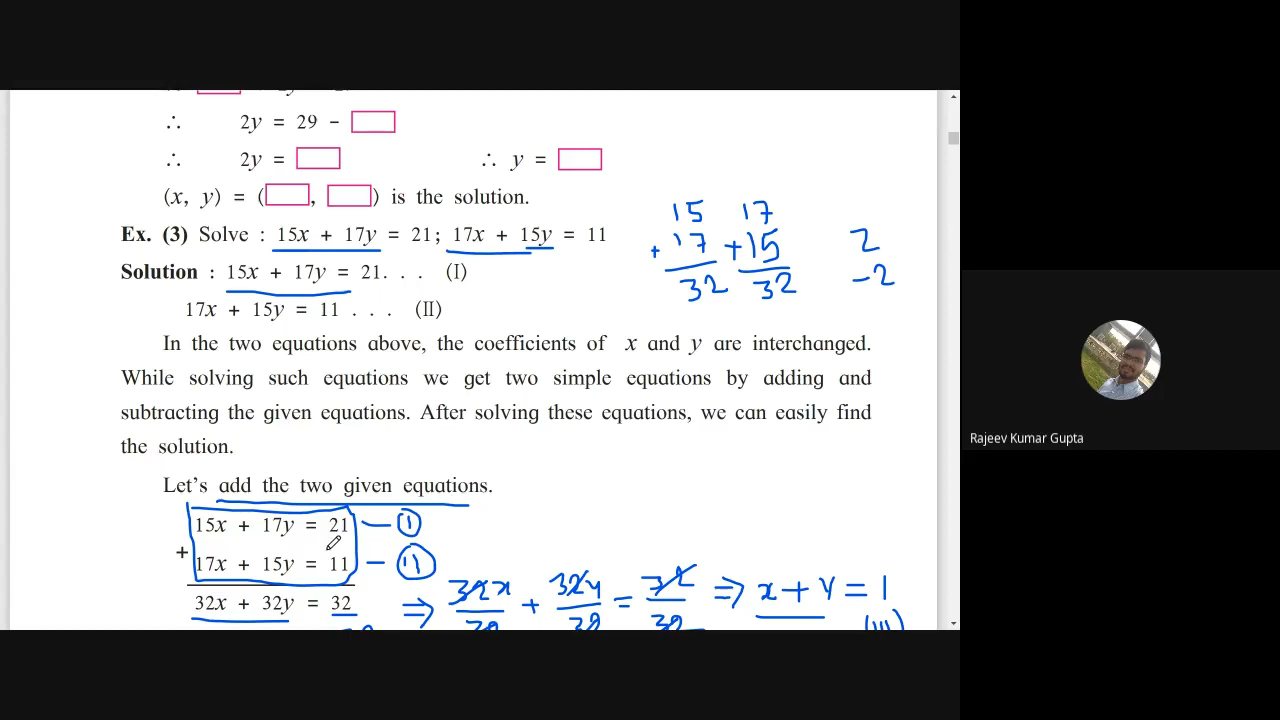 ∴ 2y = 29 -
∴ 2y = ∴ y =
(x, y) = ( , ) is the solution.
Ex. (3) Solve : 15x + 17y = 21; 17x + 15y = 11
Solution : 15x + 17y = 21. . . (I)
17x + 15y = 11 . . . (II)
15 17
+ 17 + 15 2
32 32 -2
In the two equations above, the coefficients of x and y are interchanged.
While solving such equations we get two simple equations by adding and
subtracting the given equations. After solving these equations, we can easily find
the solution.
Let's add the two given equations.
15x + 17y = 21 — (I)
+ 17x + 15y = 11 — (II)
32x + 32y = 32 ⇒ 32x + 32y = 32 ⇒ x + y = 1
(III)
Rajeev Kumar Gupta